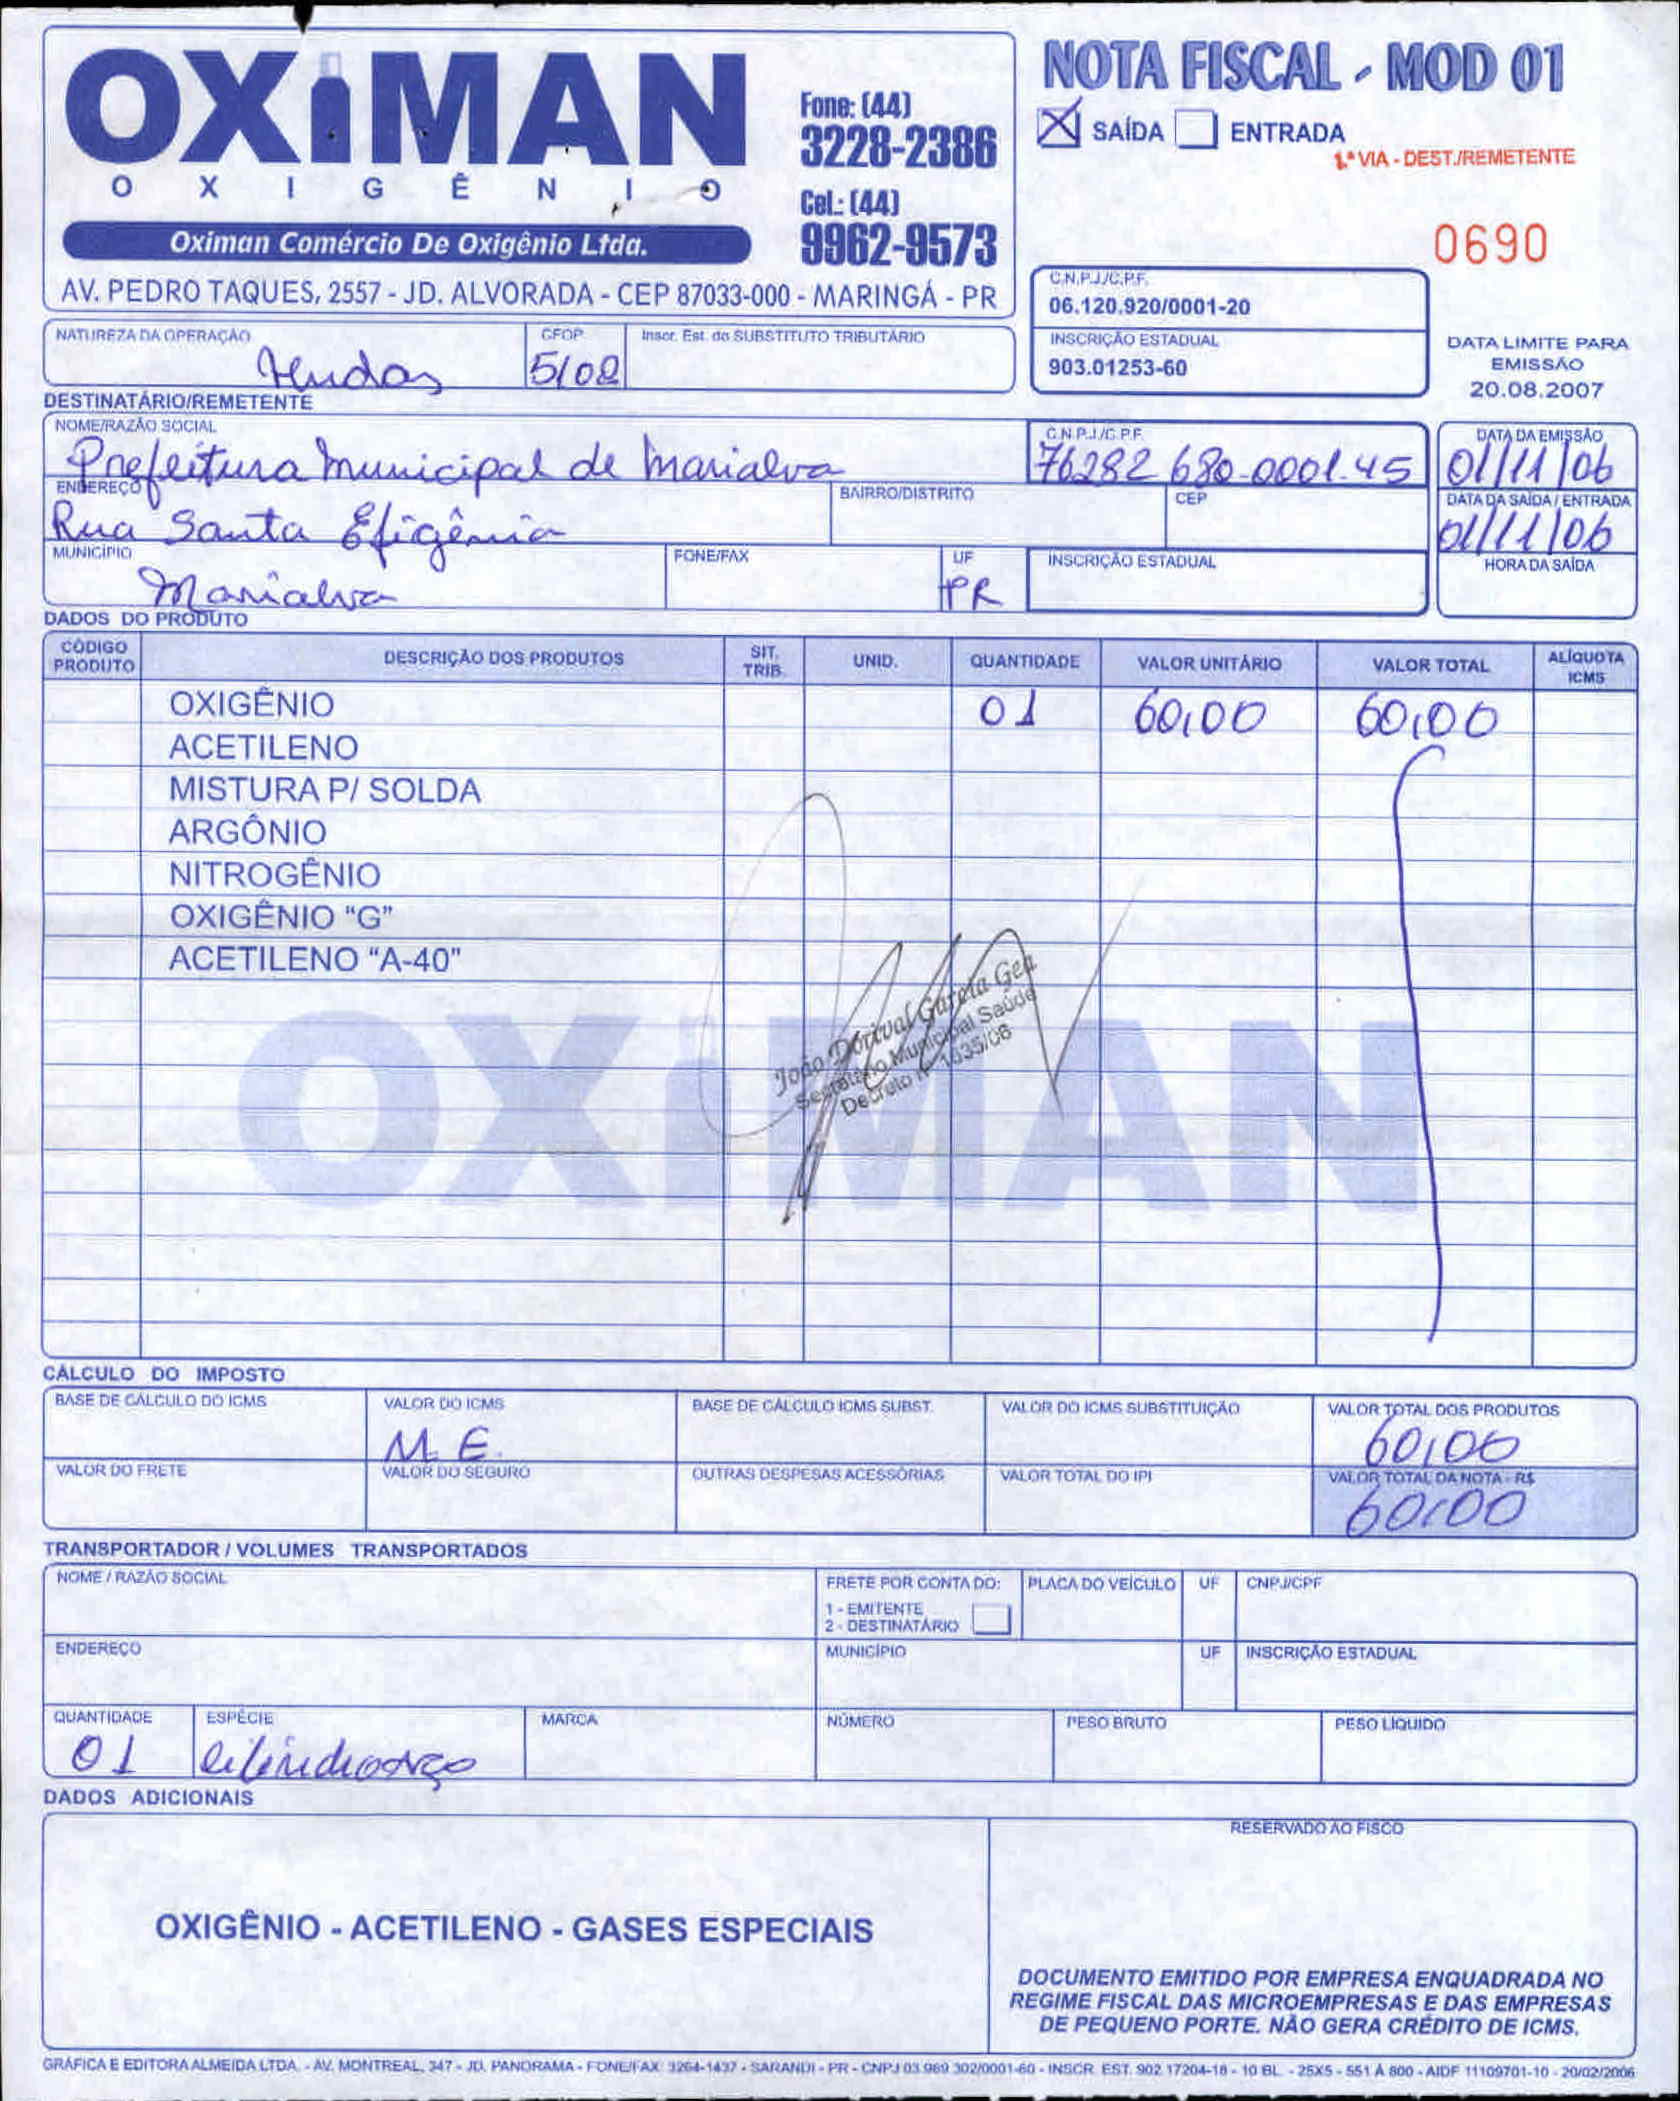 OXiMAN
OXIGÊNIO
Oximan Comércio De Oxigênio Ltda.
Fone: (44)
3228-2386
Cel.: (44)
9962-9573
AV. PEDRO TAQUES, 2557 - JD. ALVORADA - CEP 87033-000 - MARINGÁ - PR
NOTA FISCAL - MOD 01
SAÍDA ENTRADA
1.ª VIA - DEST./REMETENTE
0690
C.N.P.J./C.P.F.
06.120.920/0001-20
INSCRIÇÃO ESTADUAL
903.01253-60
DATA LIMITE PARA
EMISSÃO
20.08.2007
NATUREZA DA OPERAÇÃO CFOP Inscr. Est. do SUBSTITUTO TRIBUTÁRIO
Vendas 5102
DESTINATÁRIO/REMETENTE
NOME/RAZÃO SOCIAL C.N.P.J./C.P.F. DATA DA EMISSÃO
Prefeitura Municipal de Marialva 76282 680-0001.45 01/11/06
ENDEREÇO BAIRRO/DISTRITO CEP DATA DA SAÍDA / ENTRADA
Rua Santa Efigênia 01/11/06
MUNICÍPIO FONE/FAX UF INSCRIÇÃO ESTADUAL HORA DA SAÍDA
Marialva PR
DADOS DO PRODUTO
CÓDIGO PRODUTO DESCRIÇÃO DOS PRODUTOS SIT. TRIB. UNID. QUANTIDADE VALOR UNITÁRIO VALOR TOTAL ALÍQUOTA ICMS
OXIGÊNIO 01 60,00 60,00
ACETILENO
MISTURA P/ SOLDA
ARGÔNIO
NITROGÊNIO
OXIGÊNIO “G”
ACETILENO “A-40”
OXiMAN
João Dorival Garcia Gea
Secretário Municipal Saúde
Decreto Nº 1035/06
CÁLCULO DO IMPOSTO
BASE DE CÁLCULO DO ICMS VALOR DO ICMS BASE DE CÁLCULO ICMS SUBST. VALOR DO ICMS SUBSTITUIÇÃO VALOR TOTAL DOS PRODUTOS
M.E. 60,00
VALOR DO FRETE VALOR DO SEGURO OUTRAS DESPESAS ACESSÓRIAS VALOR TOTAL DO IPI VALOR TOTAL DA NOTA - R$
60,00
TRANSPORTADOR / VOLUMES TRANSPORTADOS
NOME / RAZÃO SOCIAL FRETE POR CONTA DO: PLACA DO VEÍCULO UF CNPJ/CPF
1 - EMITENTE
2 - DESTINATÁRIO
ENDEREÇO MUNICÍPIO UF INSCRIÇÃO ESTADUAL
QUANTIDADE ESPÉCIE MARCA NÚMERO PESO BRUTO PESO LÍQUIDO
01
DADOS ADICIONAIS
OXIGÊNIO - ACETILENO - GASES ESPECIAIS
RESERVADO AO FISCO
DOCUMENTO EMITIDO POR EMPRESA ENQUADRADA NO
REGIME FISCAL DAS MICROEMPRESAS E DAS EMPRESAS
DE PEQUENO PORTE. NÃO GERA CRÉDITO DE ICMS.
GRÁFICA E EDITORA ALMEIDA LTDA. - AV. MONTREAL, 347 - JD. PANORAMA - FONE/FAX 3264-1437 - SARANDI - PR - CNPJ 03.969.302/0001-60 - INSCR. EST. 902.17204-18 - 10 BL. - 25X5 - 551 À 800 - AIDF 11109701-10 - 20/02/2006